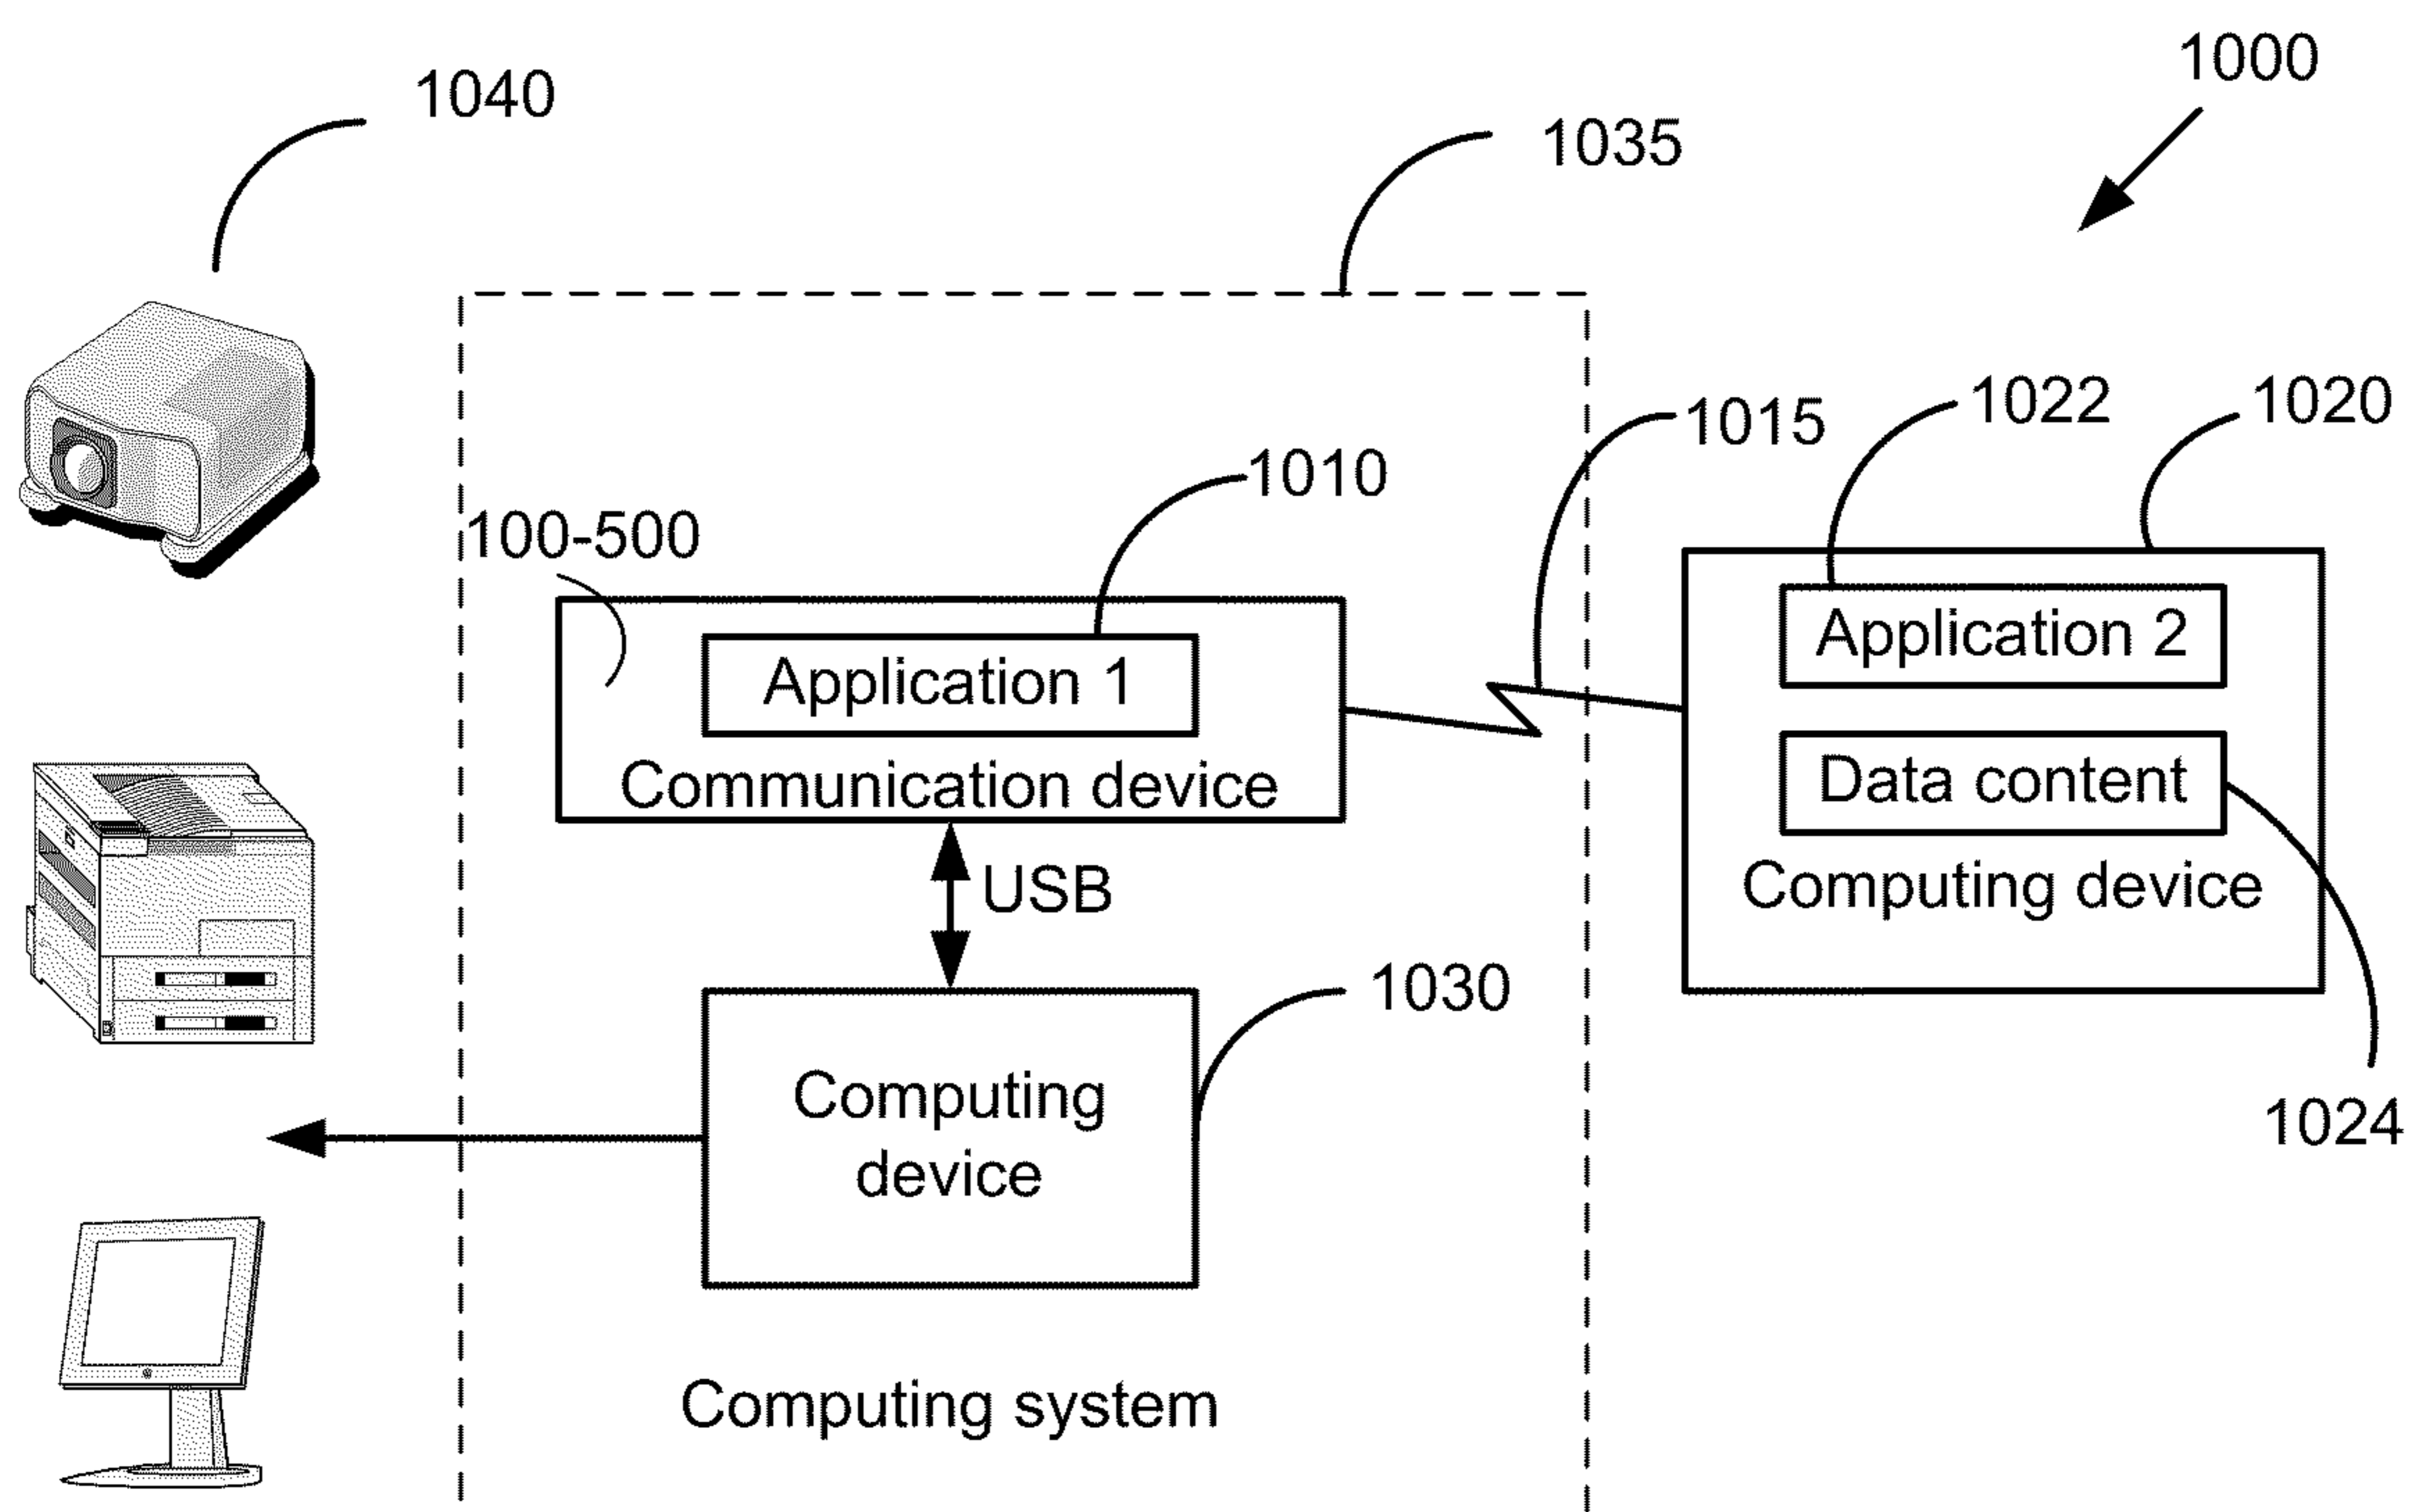 1000
1040
1035
1022
1020
1015
1010
100-500
Application 2
Application 1
Data content
Communication device
Computing device
USB
1030
Computing
device
1024
Computing system